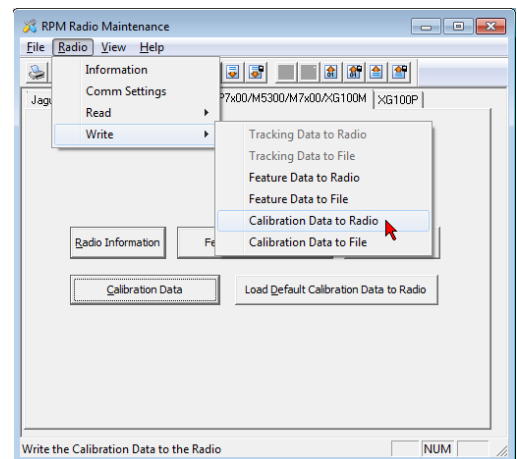 RPM Radio Maintenance
File Radio View Help
Information
Comm Settings
Read
Write
Jagu
P7x00/M5300/M7x00/XG100M XG100P
Tracking Data to Radio
Tracking Data to File
Feature Data to Radio
Feature Data to File
Calibration Data to Radio
Calibration Data to File
Radio Information
Fe
Calibration Data
Load Default Calibration Data to Radio
Write the Calibration Data to the Radio
NUM